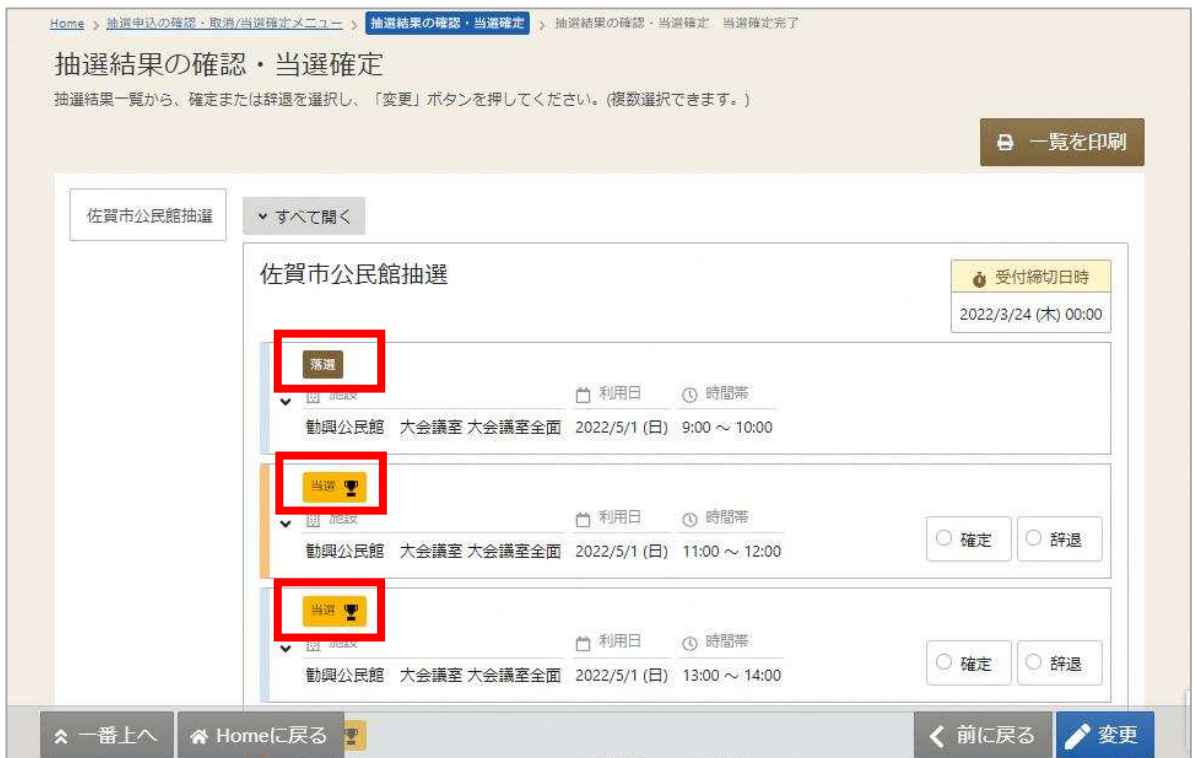 Home > 抽選申込の確認・取消/当選確定メニュー > 抽選結果の確認・当選確定 > 抽選結果の確認・当選確定 当選確定完了
抽選結果の確認・当選確定
抽選結果一覧から、確定または辞退を選択し、「変更」ボタンを押してください。(複数選択できます。)
一覧を印刷
佐賀市公民館抽選
すべて開く
佐賀市公民館抽選
受付締切日時
2022/3/24 (木) 00:00
落選
施設 利用日 時間帯
勧興公民館 大会議室 大会議室全面 2022/5/1 (日) 9:00 ~ 10:00
当選
施設 利用日 時間帯
勧興公民館 大会議室 大会議室全面 2022/5/1 (日) 11:00 ~ 12:00 確定 辞退
当選
施設 利用日 時間帯
勧興公民館 大会議室 大会議室全面 2022/5/1 (日) 13:00 ~ 14:00 確定 辞退
一番上へ Homeに戻る 前に戻る 変更